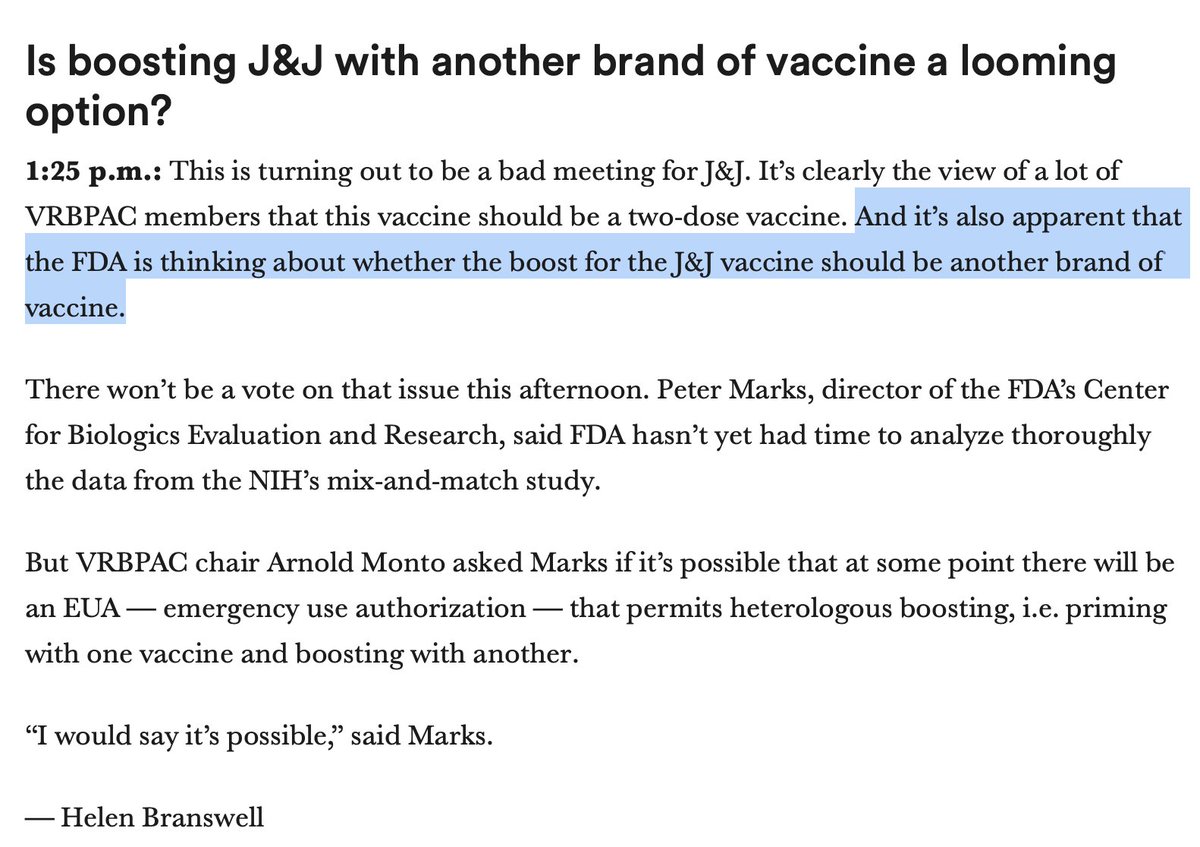 Is boosting J&J with another brand of vaccine a looming
option?
1:25 p.m.: This is turning out to be a bad meeting for J&J. It’s clearly the view of a lot of
VRBPAC members that this vaccine should be a two-dose vaccine. And it’s also apparent that
the FDA is thinking about whether the boost for the J&J vaccine should be another brand of
vaccine.
There won’t be a vote on that issue this afternoon. Peter Marks, director of the FDA’s Center
for Biologics Evaluation and Research, said FDA hasn’t yet had time to analyze thoroughly
the data from the NIH’s mix-and-match study.
But VRBPAC chair Arnold Monto asked Marks if it’s possible that at some point there will be
an EUA — emergency use authorization — that permits heterologous boosting, i.e. priming
with one vaccine and boosting with another.
“I would say it’s possible,” said Marks.
— Helen Branswell